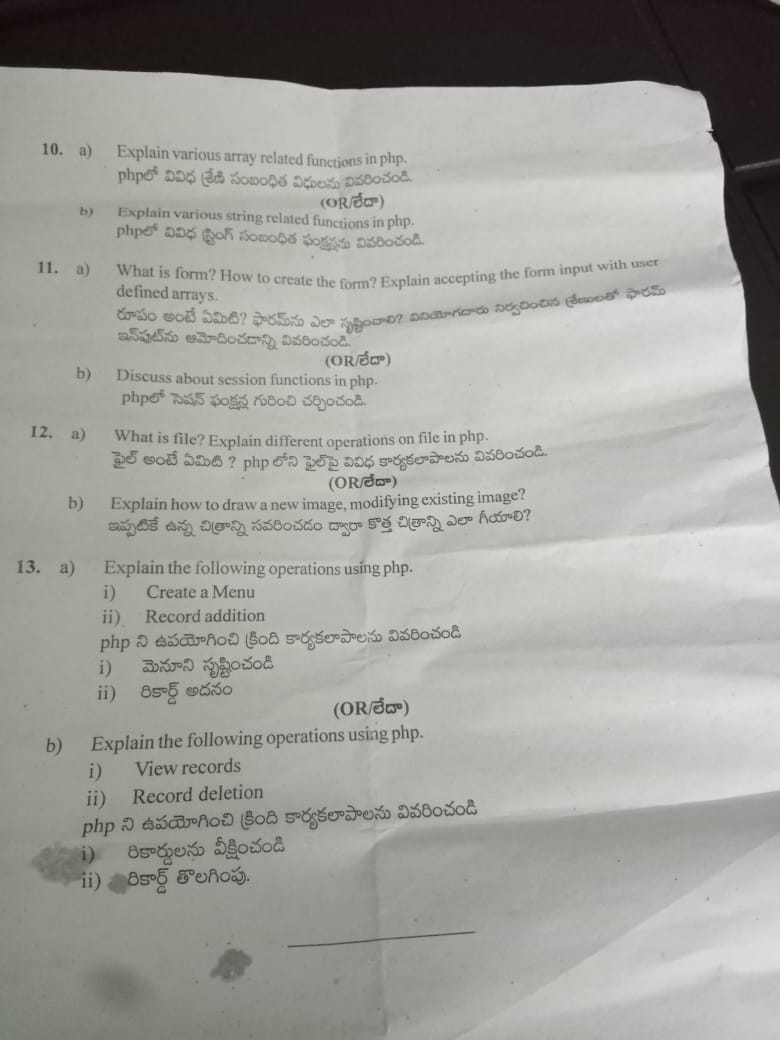 10. a) Explain various array related functions in php.
phpలో వివిధ శ్రేణి సంబంధిత విధులను వివరించండి.
(OR/లేదా)
b) Explain various string related functions in php.
phpలో వివిధ స్ట్రింగ్ సంబంధిత ఫంక్షన్లను వివరించండి.
11. a) What is form? How to create the form? Explain accepting the form input with user
defined arrays.
రూపం అంటే ఏమిటి? ఫారమ్‌ను ఎలా సృష్టించాలి? వినియోగదారు నిర్వచించిన శ్రేణులతో ఫారమ్
ఇన్‌పుట్‌ను ఆమోదించడాన్ని వివరించండి.
(OR/లేదా)
b) Discuss about session functions in php.
phpలో సెషన్ ఫంక్షన్ల గురించి చర్చించండి.
12. a) What is file? Explain different operations on file in php.
ఫైల్ అంటే ఏమిటి ? php లోని ఫైల్‌పై వివిధ కార్యకలాపాలను వివరించండి.
(OR/లేదా)
b) Explain how to draw a new image, modifying existing image?
ఇప్పటికే ఉన్న చిత్రాన్ని సవరించడం ద్వారా కొత్త చిత్రాన్ని ఎలా గీయాలి?
13. a) Explain the following operations using php.
i) Create a Menu
ii) Record addition
php ని ఉపయోగించి క్రింది కార్యకలాపాలను వివరించండి
i) మెనూని సృష్టించండి
ii) రికార్డ్ అదనం
(OR/లేదా)
b) Explain the following operations using php.
i) View records
ii) Record deletion
php ని ఉపయోగించి క్రింది కార్యకలాపాలను వివరించండి
i) రికార్డులను వీక్షించండి
ii) రికార్డ్ తొలగింపు.